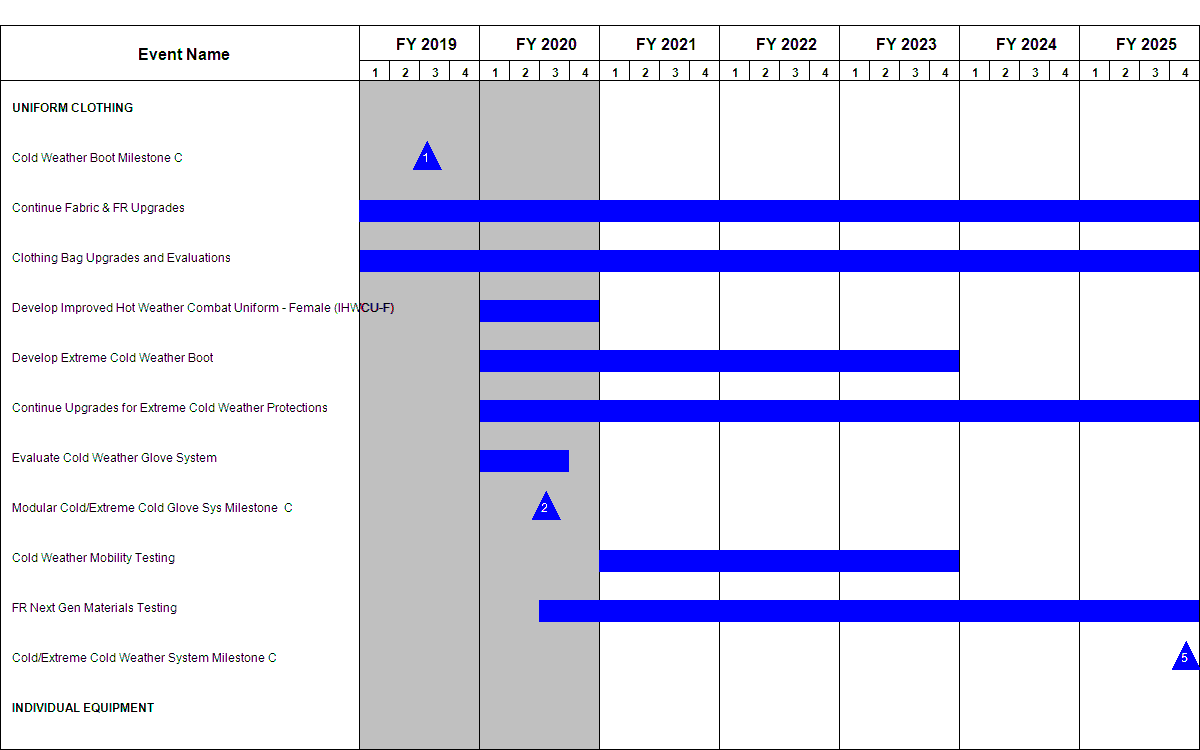 Event Name
FY 2019 FY 2020 FY 2021 FY 2022 FY 2023 FY 2024 FY 2025
1 2 3 4 1 2 3 4 1 2 3 4 1 2 3 4 1 2 3 4 1 2 3 4 1 2 3 4
UNIFORM CLOTHING
Cold Weather Boot Milestone C 1
Continue Fabric & FR Upgrades
Clothing Bag Upgrades and Evaluations
Develop Improved Hot Weather Combat Uniform - Female (IHWCU-F)
Develop Extreme Cold Weather Boot
Continue Upgrades for Extreme Cold Weather Protections
Evaluate Cold Weather Glove System
Modular Cold/Extreme Cold Glove Sys Milestone  C 2
Cold Weather Mobility Testing
FR Next Gen Materials Testing
Cold/Extreme Cold Weather System Milestone C 5
INDIVIDUAL EQUIPMENT